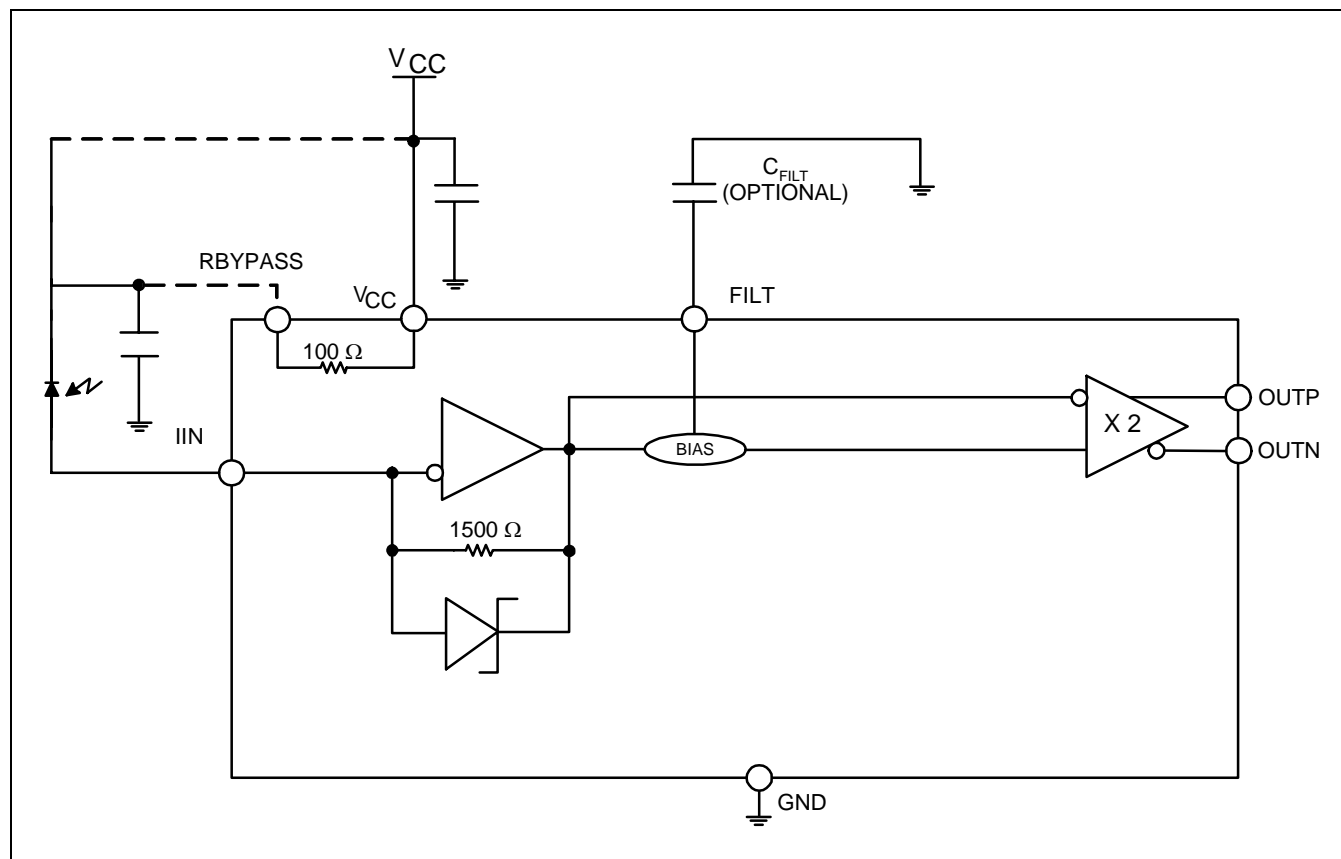 VCC
CFILT
(OPTIONAL)
RBYPASS
VCC
FILT
100 Ω
OUTP
X 2
IIN
BIAS
OUTN
1500 Ω
GND